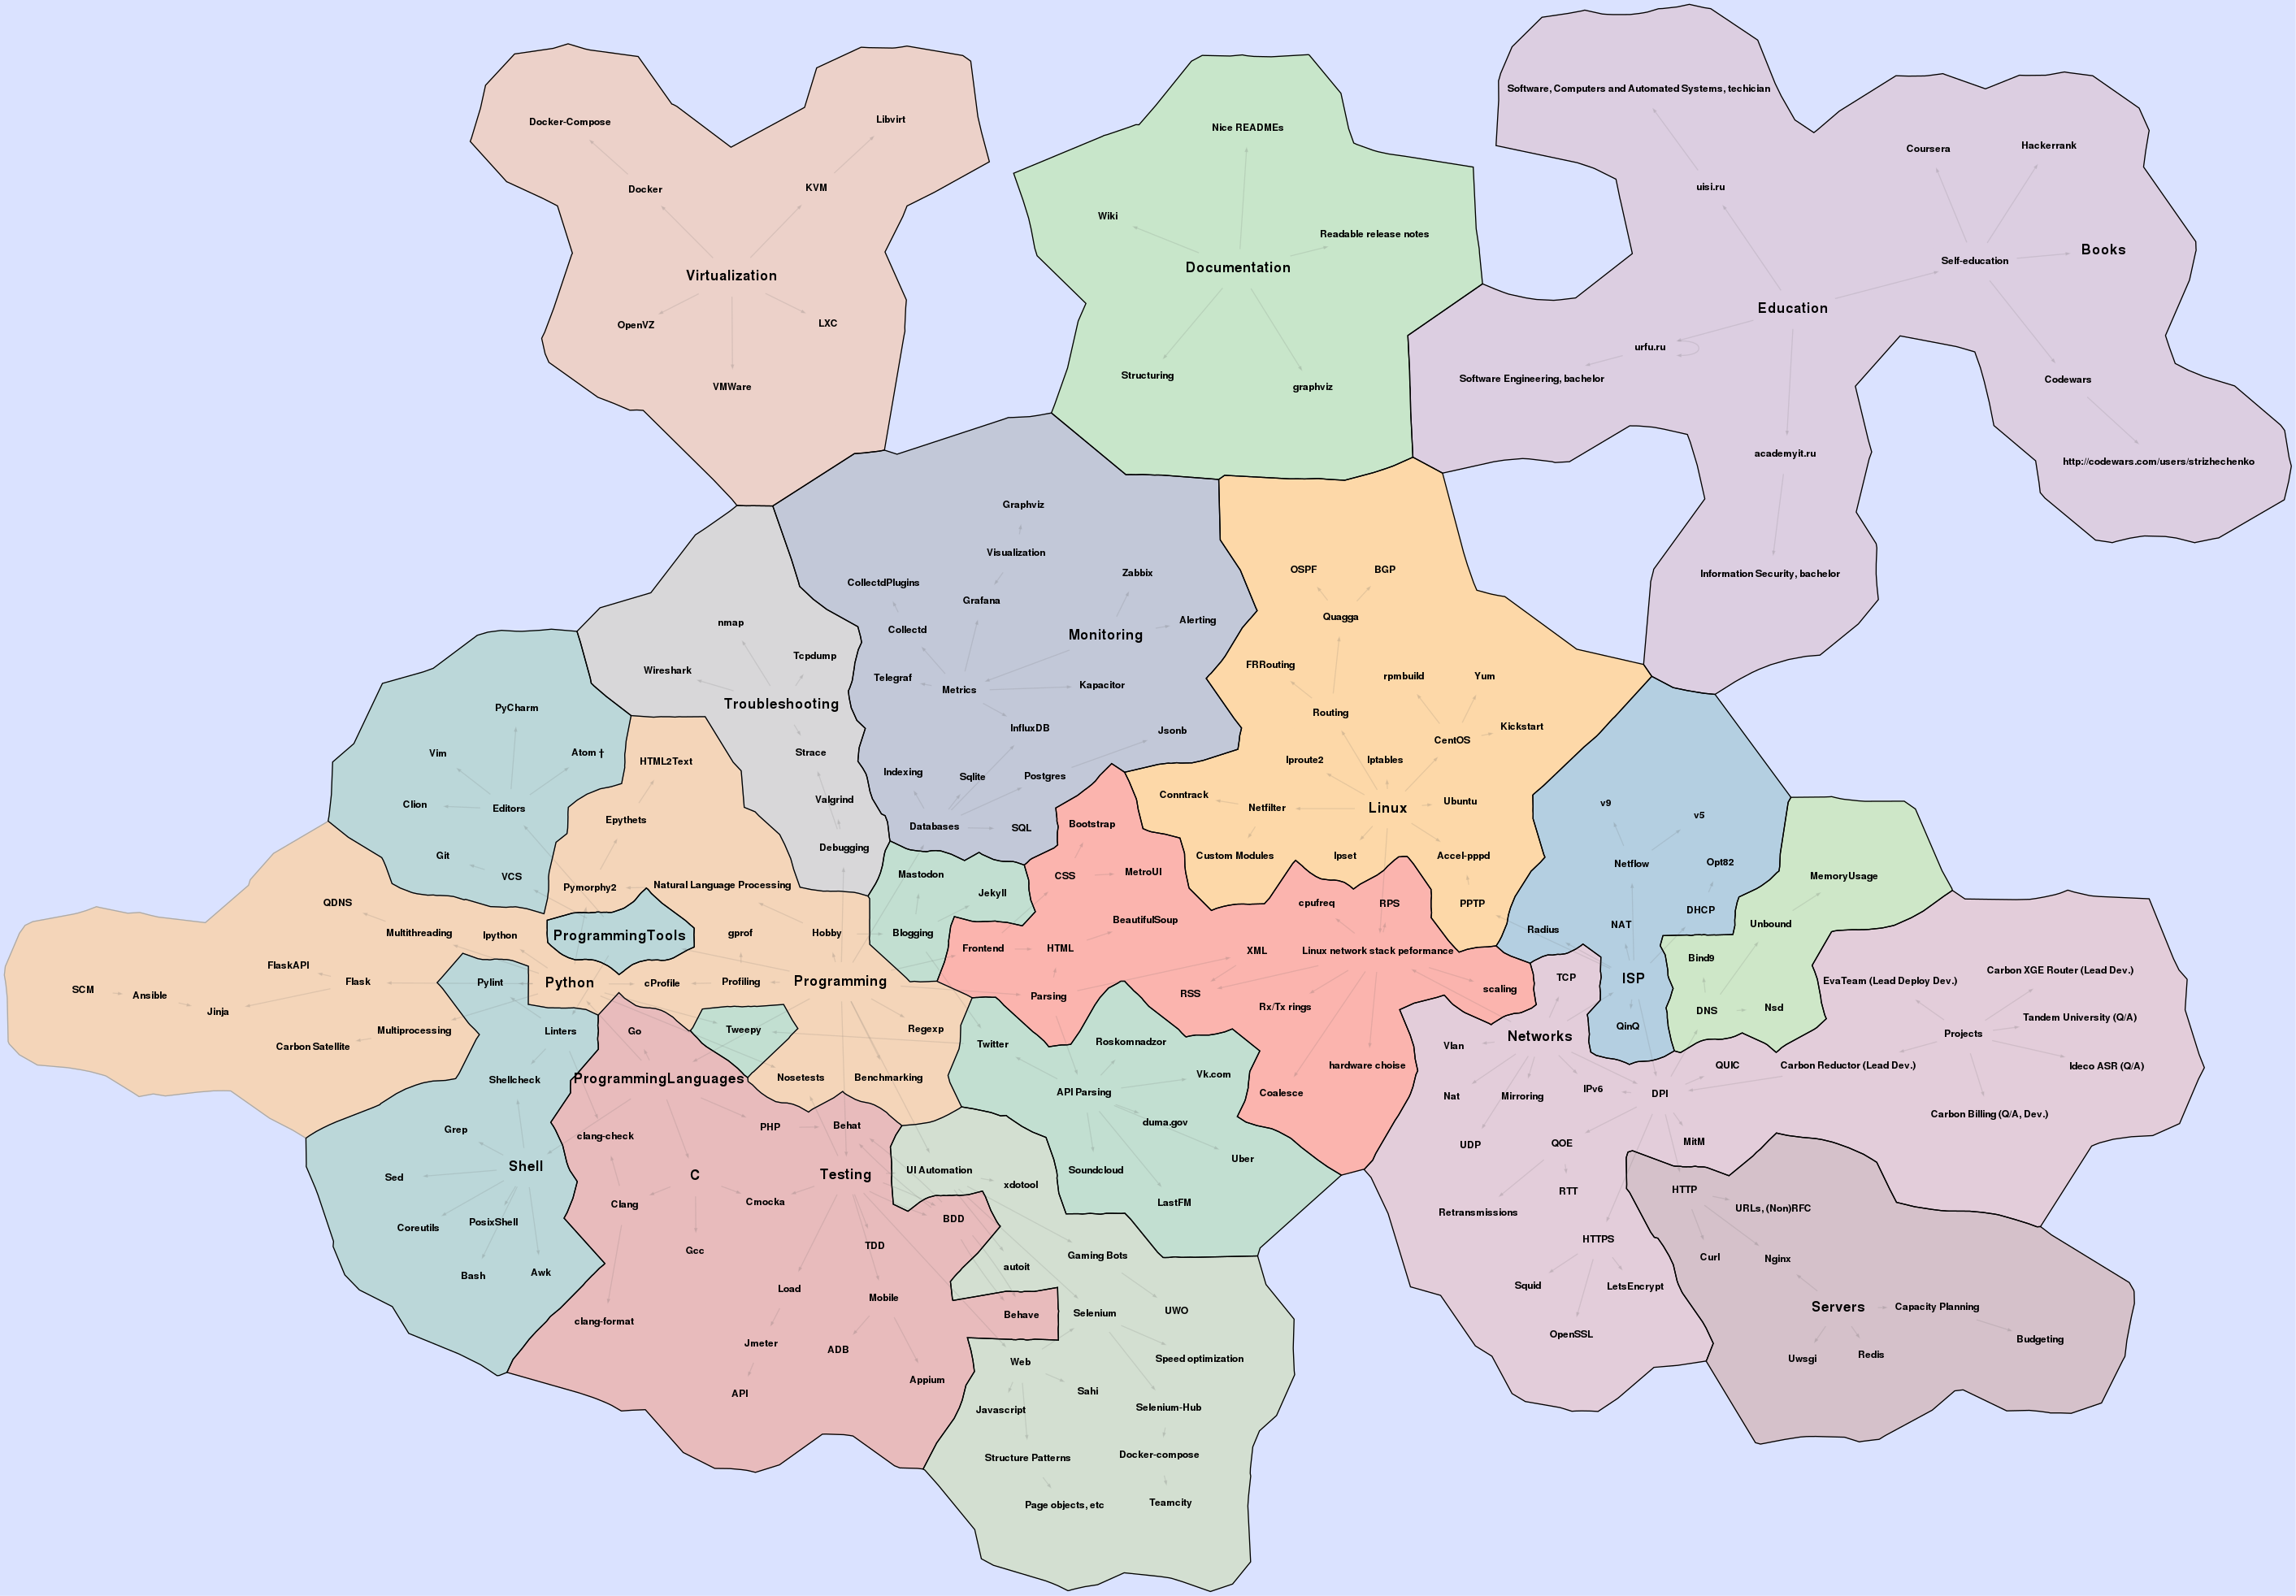 Docker-Compose
Libvirt
Docker
KVM
Virtualization
OpenVZ
LXC
VMWare
Nice READMEs
Wiki
Readable release notes
Documentation
Structuring
graphviz
Software, Computers and Automated Systems, techician
Coursera
Hackerrank
uisi.ru
Self-education
Books
Education
urfu.ru
Software Engineering, bachelor
Codewars
academyit.ru
http://codewars.com/users/strizhechenko
Information Security, bachelor
Graphviz
Visualization
Zabbix
CollectdPlugins
Grafana
Alerting
Collectd
Monitoring
Telegraf
Metrics
Kapacitor
InfluxDB
Jsonb
Indexing
Sqlite
Postgres
Databases
SQL
nmap
Tcpdump
Wireshark
Troubleshooting
Strace
Valgrind
Debugging
OSPF
BGP
Quagga
FRRouting
rpmbuild
Yum
Routing
Kickstart
CentOS
Iproute2
Iptables
Conntrack
Netfilter
Linux
Ubuntu
Custom Modules
Ipset
Accel-pppd
PPTP
PyCharm
Vim
Atom †
Clion
Editors
Git
VCS
HTML2Text
Epythets
Pymorphy2
Natural Language Processing
QDNS
Multithreading
Ipython
ProgrammingTools
gprof
Hobby
FlaskAPI
Flask
Pylint
Python
cProfile
Profiling
Programming
SCM
Ansible
Jinja
Multiprocessing
Linters
Go
Tweepy
Regexp
Carbon Satellite
Nosetests
Benchmarking
Mastodon
Jekyll
Blogging
Bootstrap
CSS
MetroUI
BeautifulSoup
Frontend
HTML
XML
cpufreq
RPS
Linux network stack peformance
Parsing
RSS
Rx/Tx rings
scaling
hardware choise
Coalesce
Twitter
Roskomnadzor
API Parsing
Vk.com
duma.gov
Uber
Soundcloud
LastFM
v9
v5
Netflow
Opt82
DHCP
NAT
Radius
ISP
QinQ
MemoryUsage
Unbound
Bind9
DNS
Nsd
TCP
Networks
Vlan
Nat
Mirroring
IPv6
DPI
QUIC
UDP
QOE
MitM
RTT
Retransmissions
HTTPS
Squid
LetsEncrypt
OpenSSL
EvaTeam (Lead Deploy Dev.)
Carbon XGE Router (Lead Dev.)
Tandem University (Q/A)
Projects
Carbon Reductor (Lead Dev.)
Ideco ASR (Q/A)
Carbon Billing (Q/A, Dev.)
HTTP
URLs, (Non)RFC
Curl
Nginx
Servers
Capacity Planning
Budgeting
Uwsgi
Redis
Shellcheck
Grep
Shell
Sed
Coreutils
PosixShell
Bash
Awk
ProgrammingLanguages
PHP
Behat
clang-check
C
Testing
Clang
Cmocka
Gcc
clang-format
BDD
TDD
Load
Mobile
Jmeter
ADB
API
Appium
Behave
UI Automation
xdotool
Gaming Bots
autoit
Selenium
UWO
Web
Speed optimization
Sahi
Javascript
Selenium-Hub
Structure Patterns
Docker-compose
Page objects, etc
Teamcity